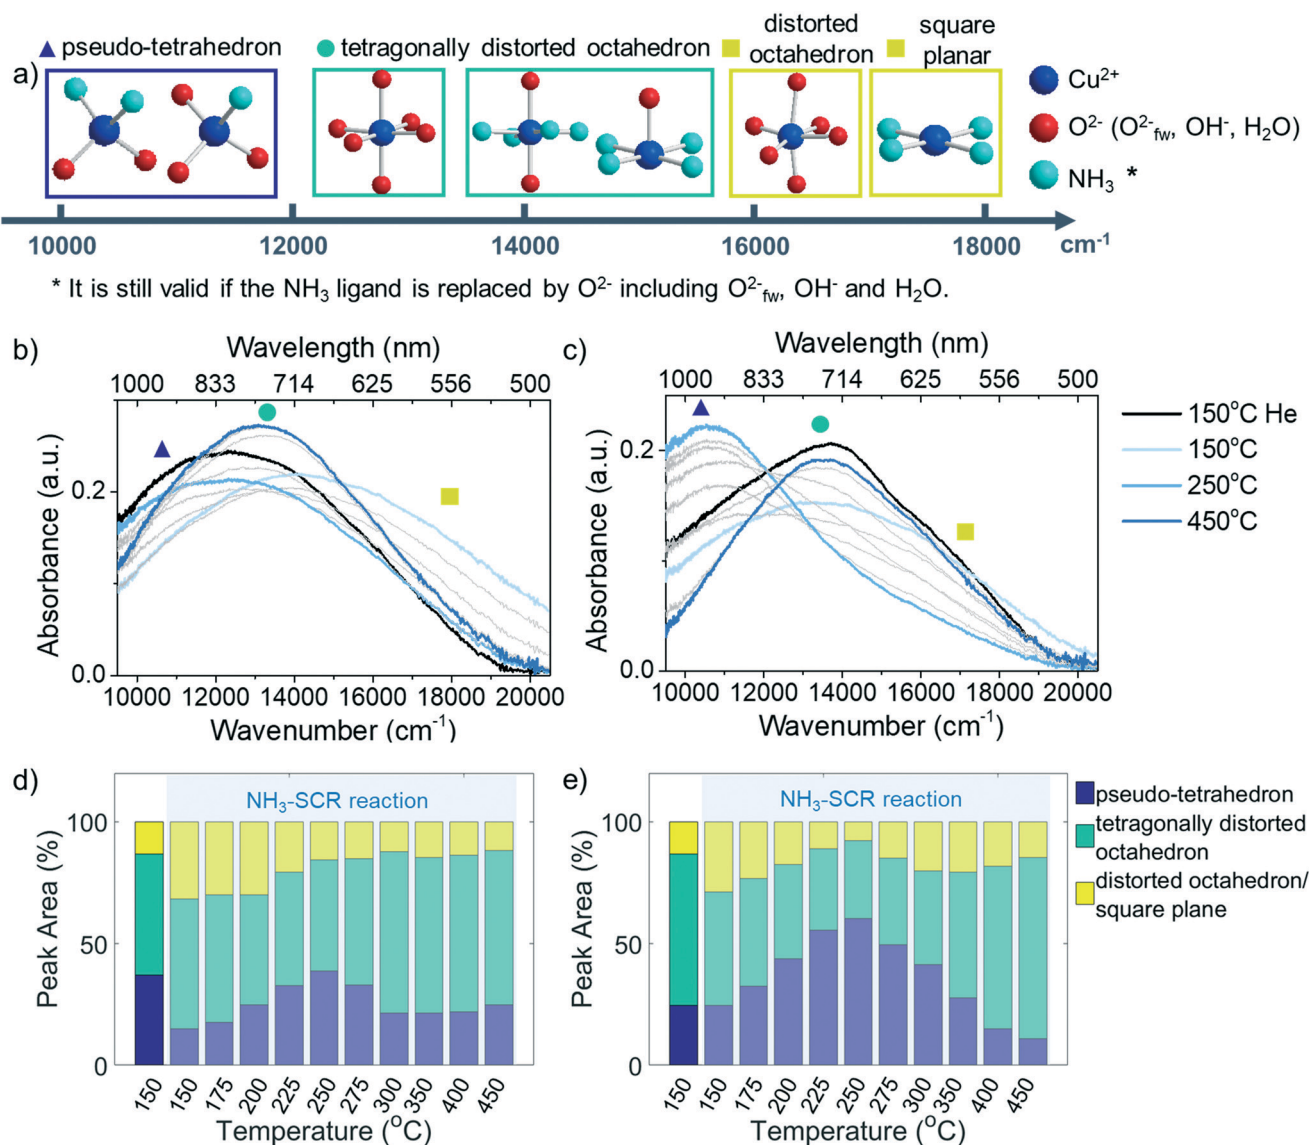 ▲ pseudo-tetrahedron
● tetragonally distorted octahedron
■ distorted octahedron
■ square planar
a)
Cu²⁺
O²⁻ (O²⁻fw, OH⁻, H₂O)
NH₃ *
10000 12000 14000 16000 18000 cm⁻¹
* It is still valid if the NH₃ ligand is replaced by O²⁻ including O²⁻fw, OH⁻ and H₂O.
b)
Wavelength (nm)
1000 833 714 625 556 500
Absorbance (a.u.)
0.2
0.0
10000 12000 14000 16000 18000 20000
Wavenumber (cm⁻¹)
c)
Wavelength (nm)
1000 833 714 625 556 500
Absorbance (a.u.)
0.2
0.0
10000 12000 14000 16000 18000 20000
Wavenumber (cm⁻¹)
150°C He
150°C
250°C
450°C
d)
NH₃-SCR reaction
Peak Area (%)
100
50
0
150 150 175 200 225 250 275 300 350 400 450
Temperature (°C)
e)
NH₃-SCR reaction
Peak Area (%)
100
50
0
150 150 175 200 225 250 275 300 350 400 450
Temperature (°C)
pseudo-tetrahedron
tetragonally distorted
octahedron
distorted octahedron/
square plane